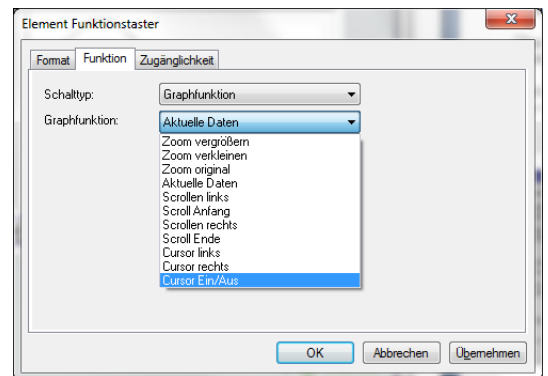 Element Funktionstaster
Format Funktion Zugänglichkeit
Schalttyp: Graphfunktion
Graphfunktion: Aktuelle Daten
Zoom vergrößern
Zoom verkleinen
Zoom original
Aktuelle Daten
Scrollen links
Scroll Anfang
Scrollen rechts
Scroll Ende
Cursor links
Cursor rechts
Cursor Ein/Aus
OK Abbrechen Übernehmen